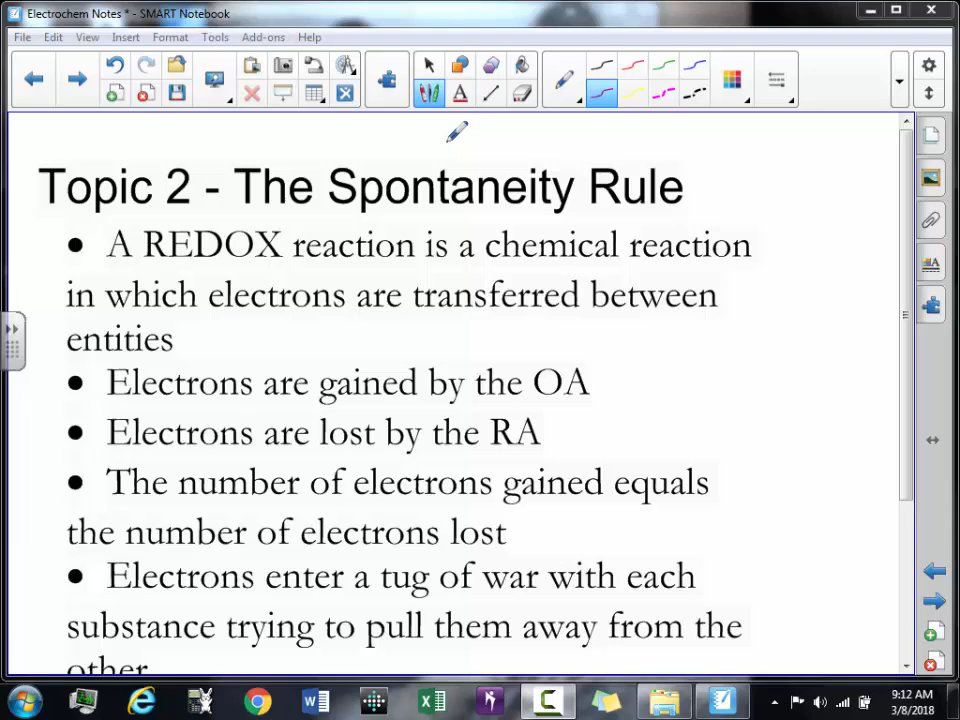 Electrochem Notes * - SMART Notebook
File Edit View Insert Format Tools Add-ons Help
Topic 2 - The Spontaneity Rule
• A REDOX reaction is a chemical reaction
in which electrons are transferred between
entities
• Electrons are gained by the OA
• Electrons are lost by the RA
• The number of electrons gained equals
the number of electrons lost
• Electrons enter a tug of war with each
substance trying to pull them away from the
other
9:12 AM
3/8/2018